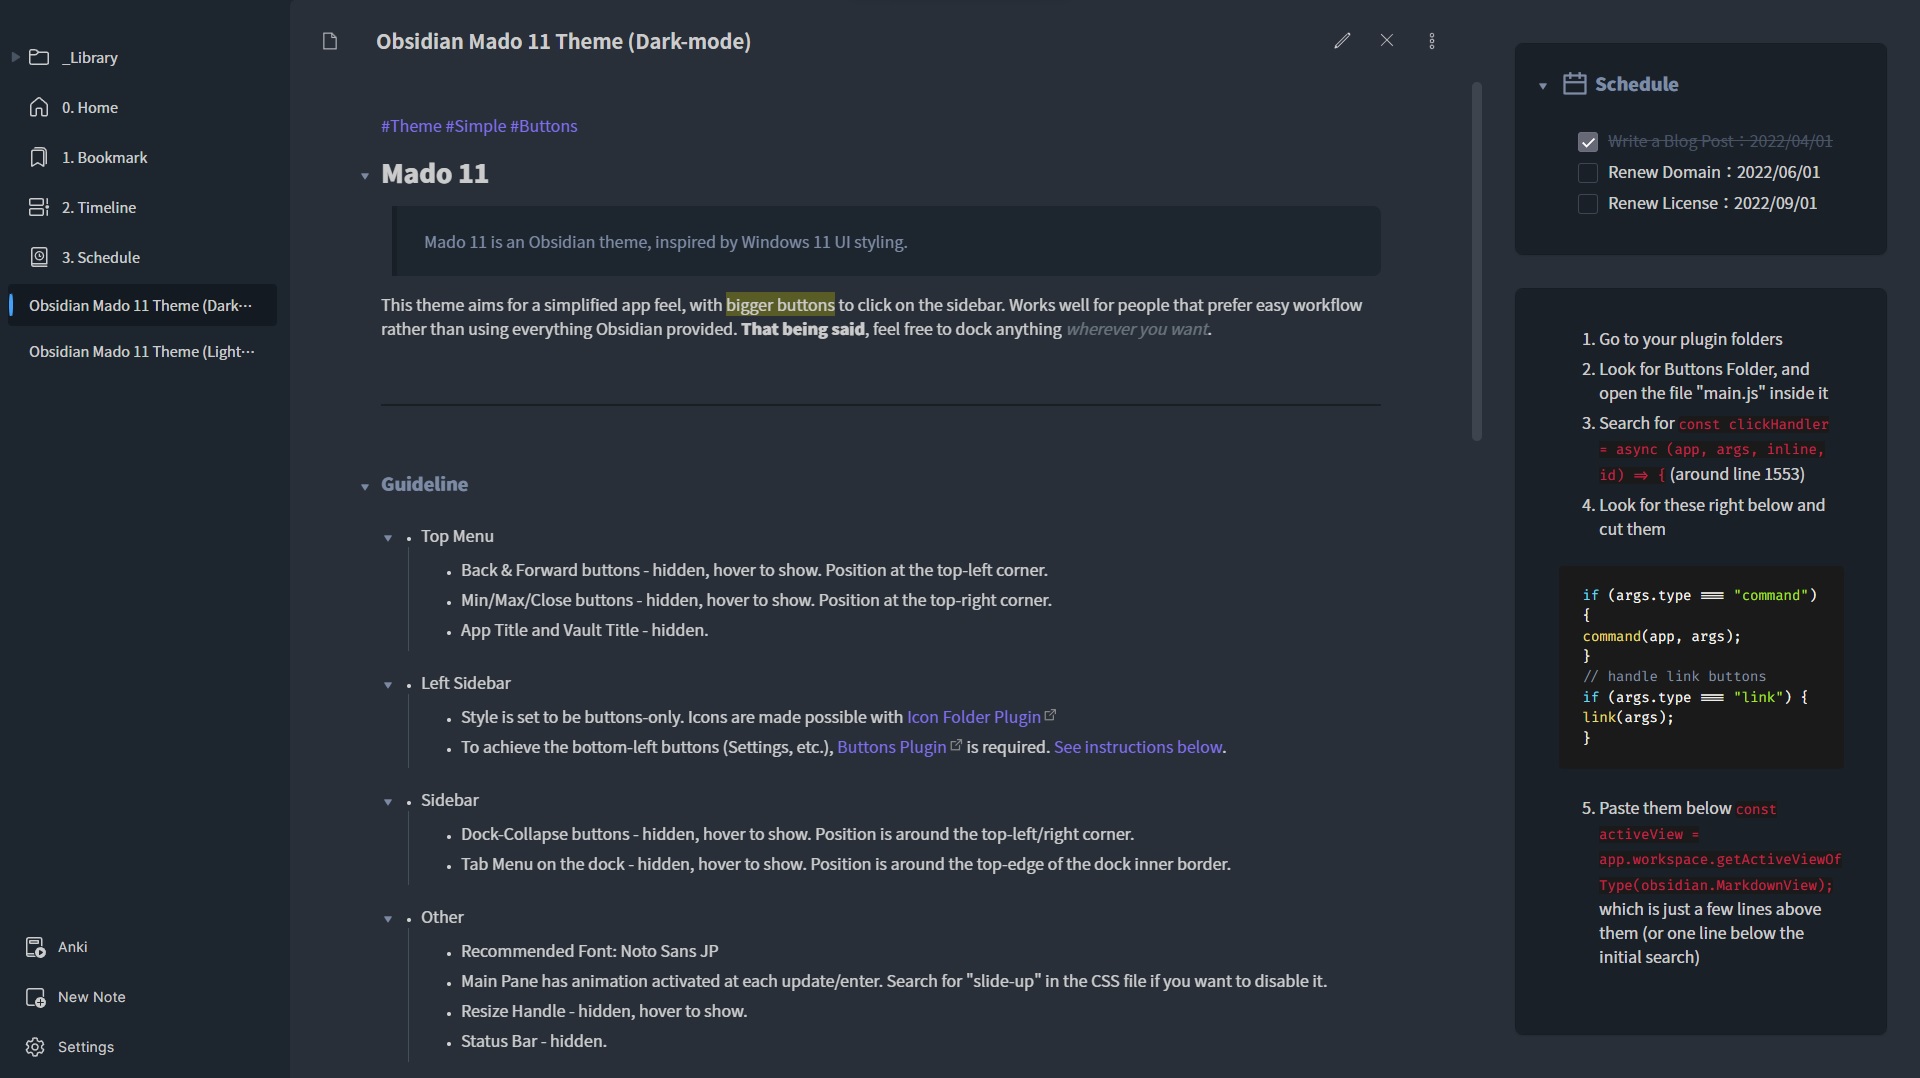 _Library
0. Home
1. Bookmark
2. Timeline
3. Schedule
Obsidian Mado 11 Theme (Dark···
Obsidian Mado 11 Theme (Light···
Anki
New Note
Settings
Obsidian Mado 11 Theme (Dark-mode)
#Theme #Simple #Buttons
Mado 11
Mado 11 is an Obsidian theme, inspired by Windows 11 UI styling.
This theme aims for a simplified app feel, with bigger buttons to click on the sidebar. Works well for people that prefer easy workflow
rather than using everything Obsidian provided. That being said, feel free to dock anything wherever you want.
Guideline
• Top Menu
• Back & Forward buttons - hidden, hover to show. Position at the top-left corner.
• Min/Max/Close buttons - hidden, hover to show. Position at the top-right corner.
• App Title and Vault Title - hidden.
• Left Sidebar
• Style is set to be buttons-only. Icons are made possible with Icon Folder Plugin
• To achieve the bottom-left buttons (Settings, etc.), Buttons Plugin is required. See instructions below.
• Sidebar
• Dock-Collapse buttons - hidden, hover to show. Position is around the top-left/right corner.
• Tab Menu on the dock - hidden, hover to show. Position is around the top-edge of the dock inner border.
• Other
• Recommended Font: Noto Sans JP
• Main Pane has animation activated at each update/enter. Search for "slide-up" in the CSS file if you want to disable it.
• Resize Handle - hidden, hover to show.
• Status Bar - hidden.
Schedule
Write a Blog Post：2022/04/01
Renew Domain：2022/06/01
Renew License：2022/09/01
1. Go to your plugin folders
2. Look for Buttons Folder, and
open the file "main.js" inside it
3. Search for const clickHandler
= async (app, args, inline,
id) => { (around line 1553)
4. Look for these right below and
cut them
if (args.type === "command")
{
command(app, args);
}
// handle link buttons
if (args.type === "link") {
link(args);
}
5. Paste them below const
activeView =
app.workspace.getActiveViewOf
Type(obsidian.MarkdownView);
which is just a few lines above
them (or one line below the
initial search)